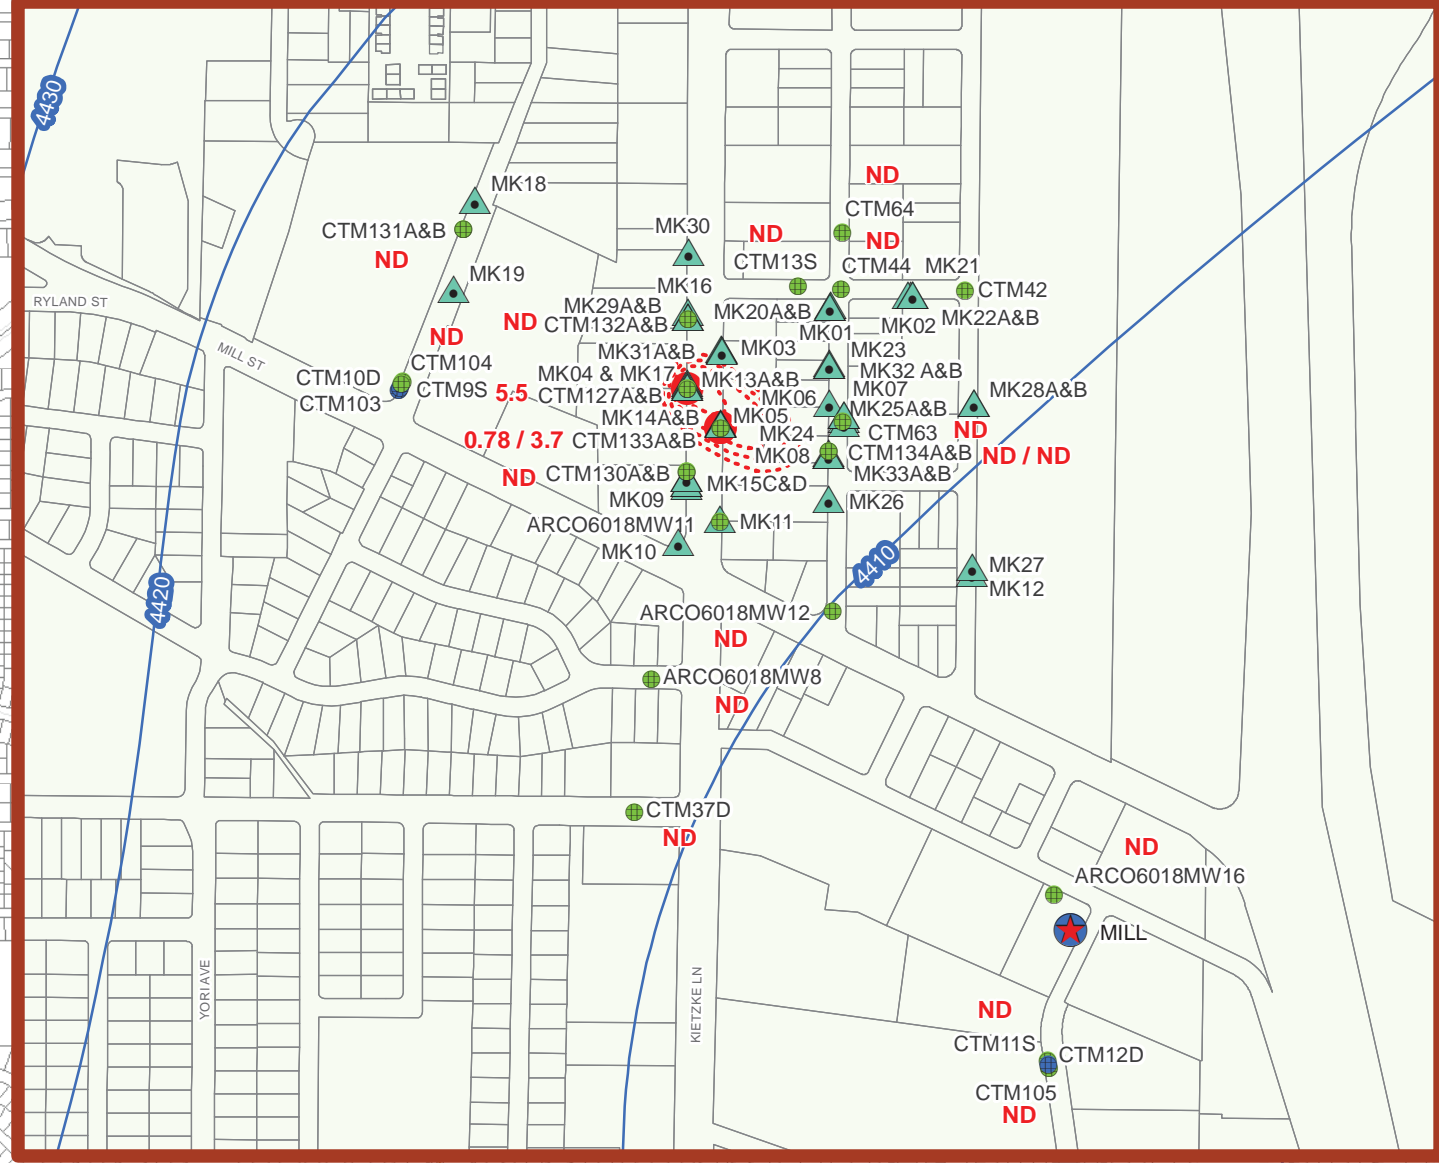 4430
ND
MK18
CTM64
CTM131A&B
MK30
ND
ND
ND
CTM13S
CTM44
MK21
MK19
MK16
CTM42
RYLAND ST
MK29A&B
MK20A&B
MK22A&B
ND
CTM132A&B
MK01
MK02
ND
MILL ST
MK31A&B
MK03
MK23
CTM104
MK04 & MK17
MK13A&B
MK32 A&B
CTM10D
CTM9S
5.5
CTM127A&B
MK06
MK07
MK28A&B
CTM103
MK14A&B
MK05
MK25A&B
0.78 / 3.7
CTM133A&B
MK24
CTM63
ND
MK08
CTM134A&B
ND / ND
ND
CTM130A&B
MK15C&D
MK33A&B
MK09
MK26
ARCO6018MW11
MK11
MK10
4410
MK27
4420
MK12
ARCO6018MW12
ND
ARCO6018MW8
ND
CTM37D
ND
ND
ARCO6018MW16
MILL
YORI AVE
KIETZKE LN
ND
CTM11S
CTM12D
CTM105
ND